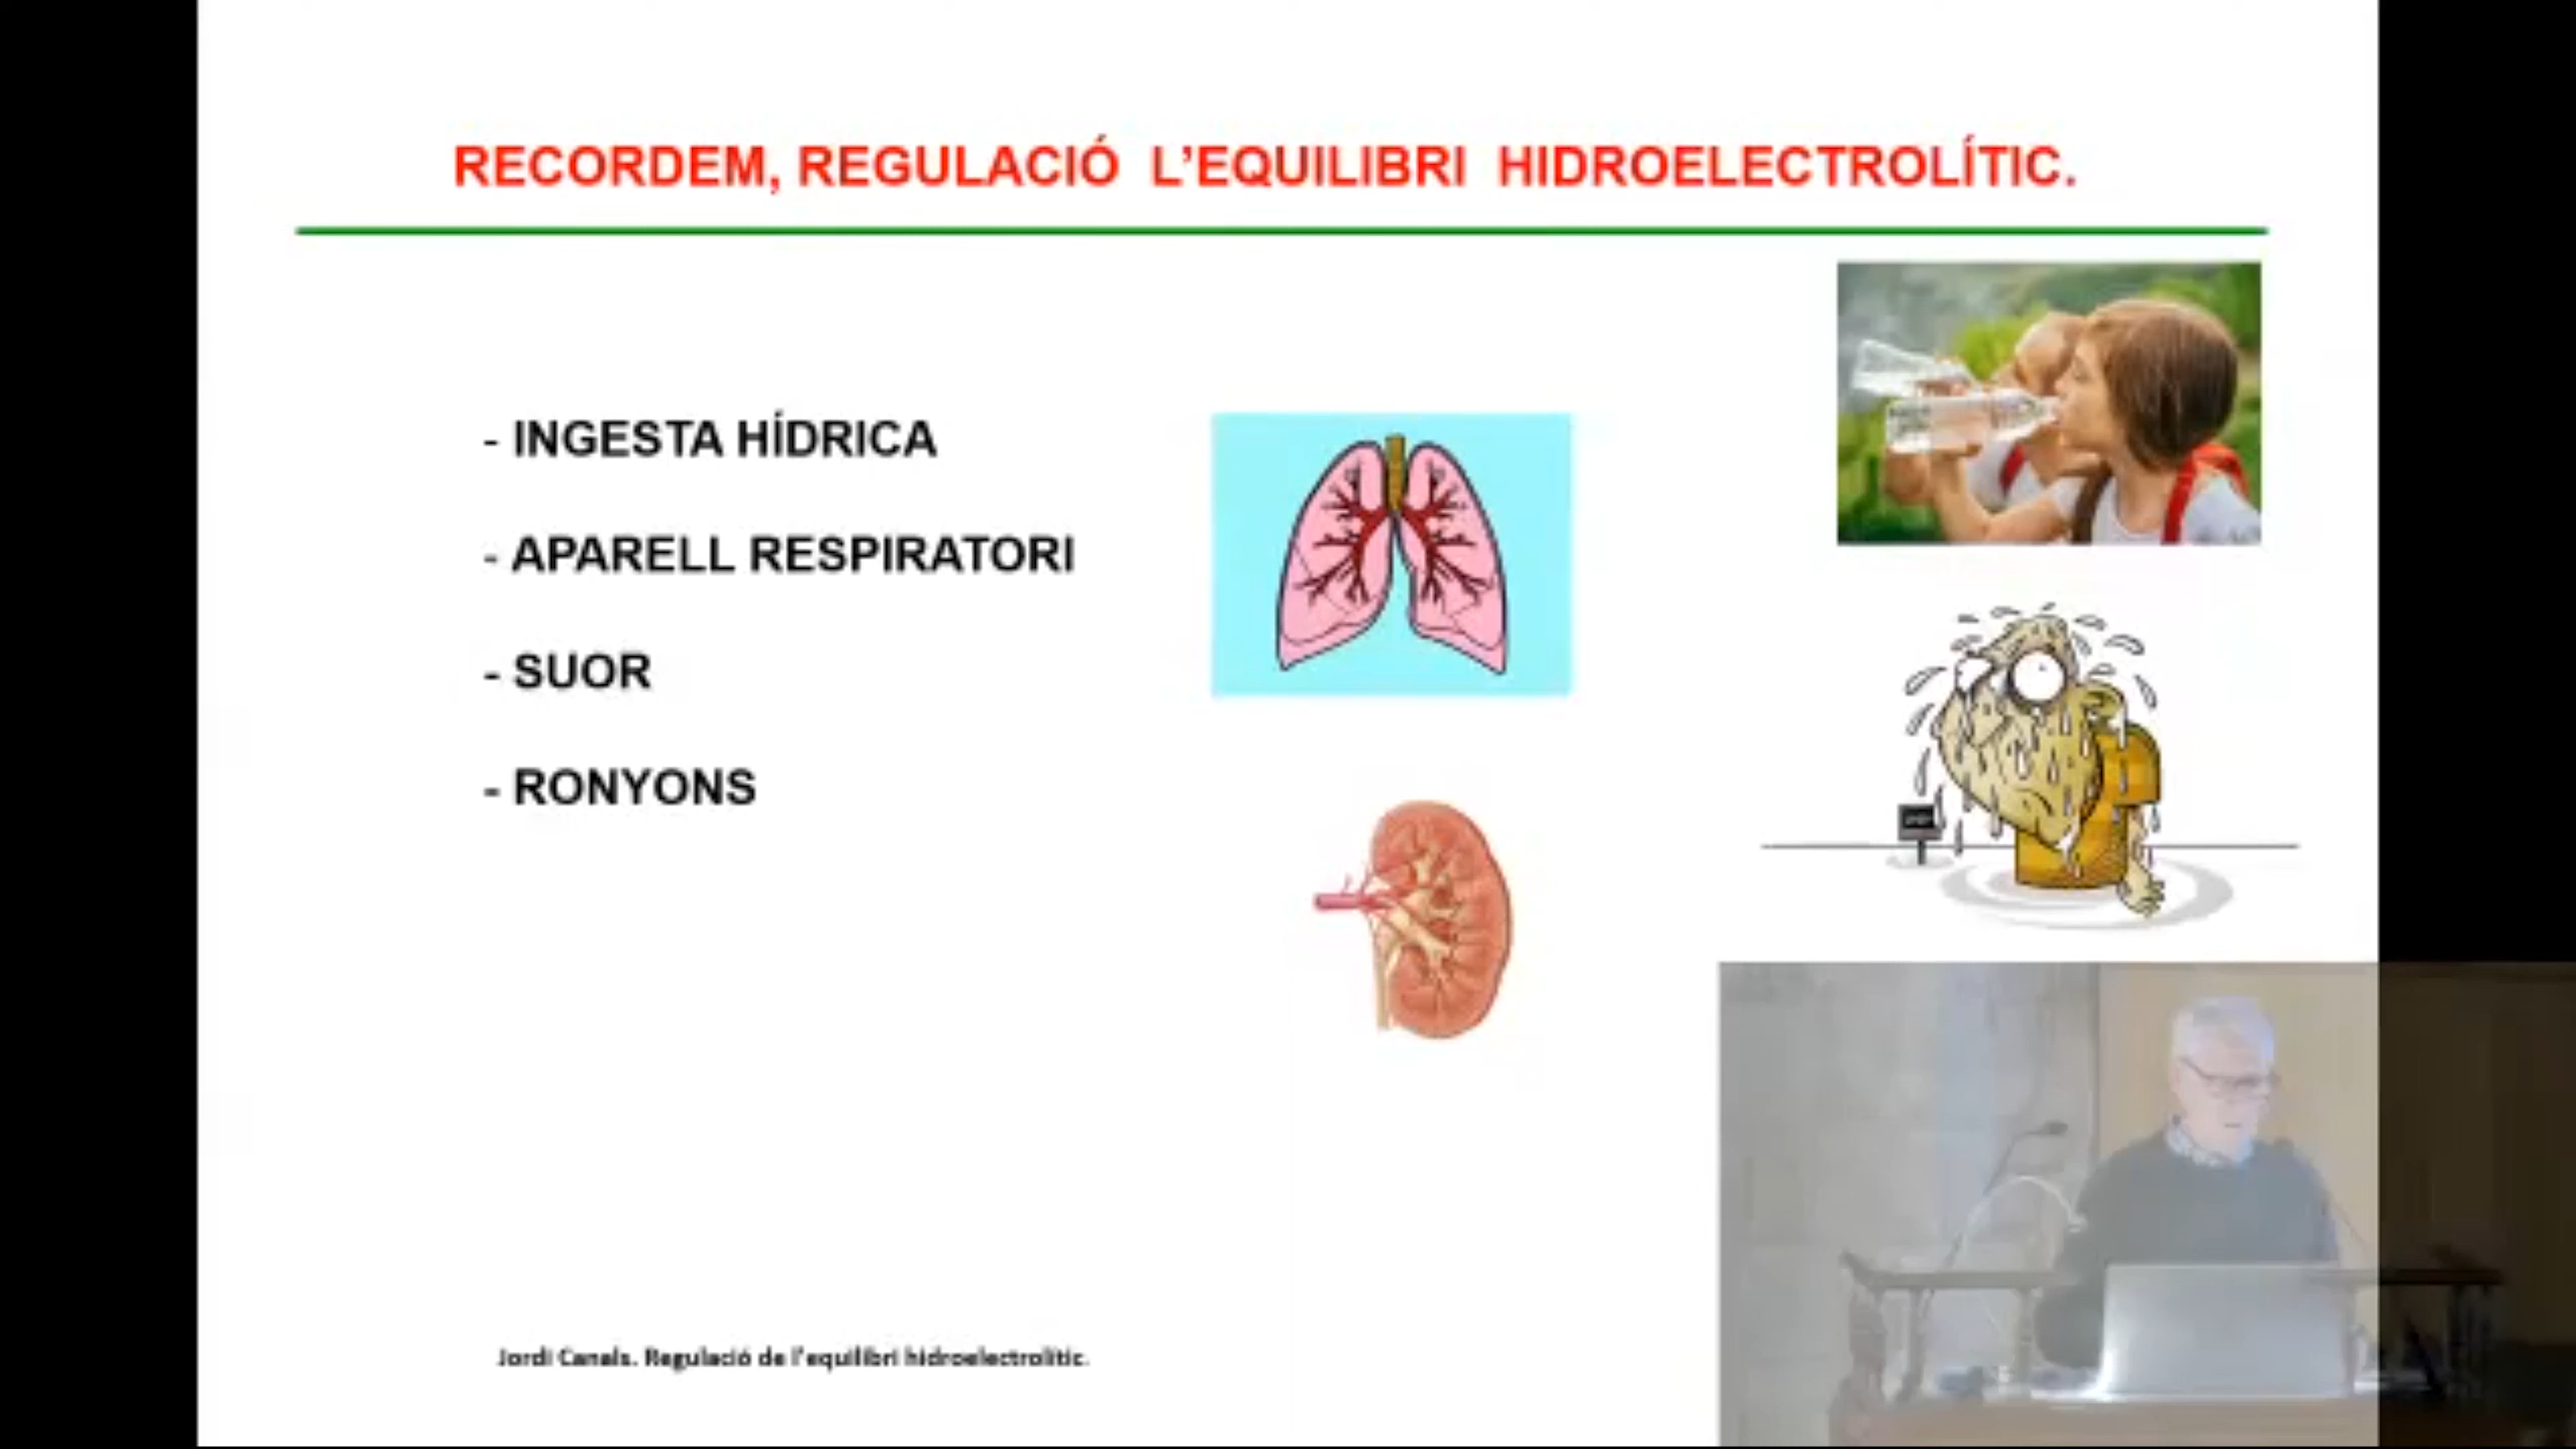 RECORDEM, REGULACIÓ L'EQUILIBRI HIDROELECTROLÍTIC.
- INGESTA HÍDRICA
- APARELL RESPIRATORI
- SUOR
- RONYONS
Jordi Canals. Regulació de l'equilibri hidroelectrolític.